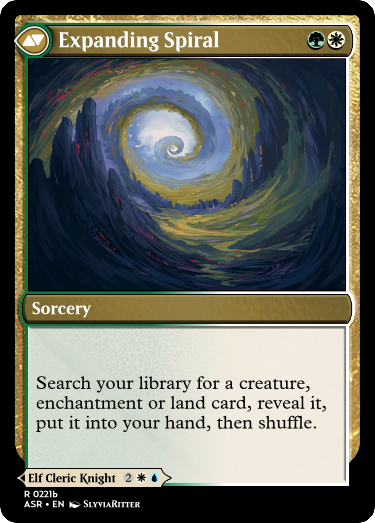 Expanding Spiral
Sorcery
Search your library for a creature,
enchantment or land card, reveal it,
put it into your hand, then shuffle.
Elf Cleric Knight 2
R 0221b
ASR • EN SlyviaRitter